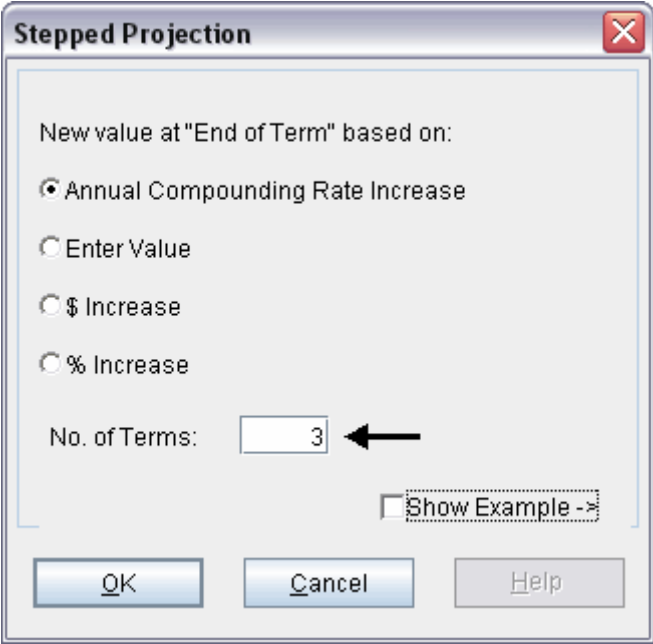 Stepped Projection
New value at "End of Term" based on:
Annual Compounding Rate Increase
Enter Value
$ Increase
% Increase
No. of Terms: 3
Show Example ->
OK Cancel Help